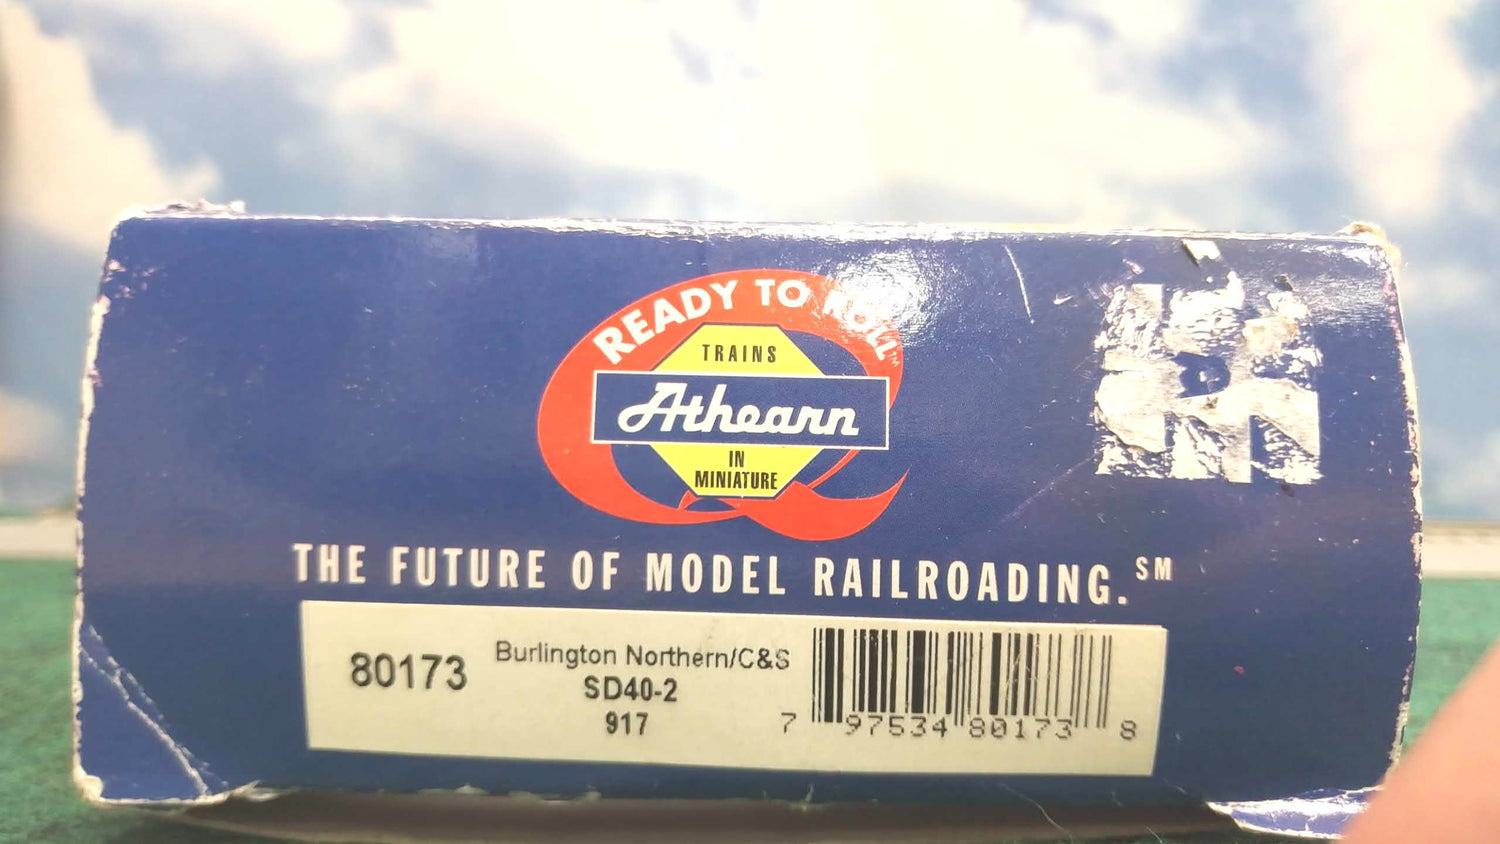 READY TO ROLL™
TRAINS
Athearn
IN
MINIATURE
THE FUTURE OF MODEL RAILROADING.℠
80173
Burlington Northern/C&S
SD40-2
917
7 97534 80173 8